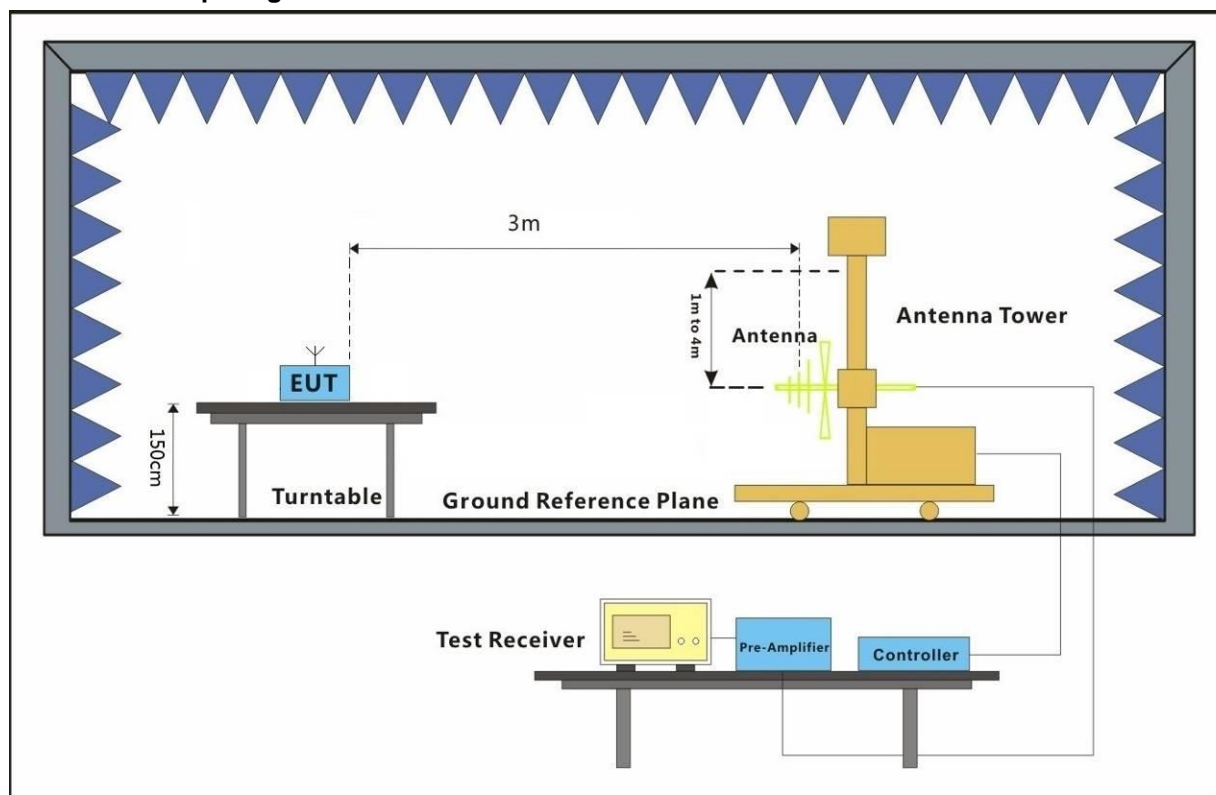 3m
1m to 4m
Antenna
Antenna Tower
EUT
150cm
Turntable
Ground Reference Plane
Test Receiver
Pre-Amplifier
Controller